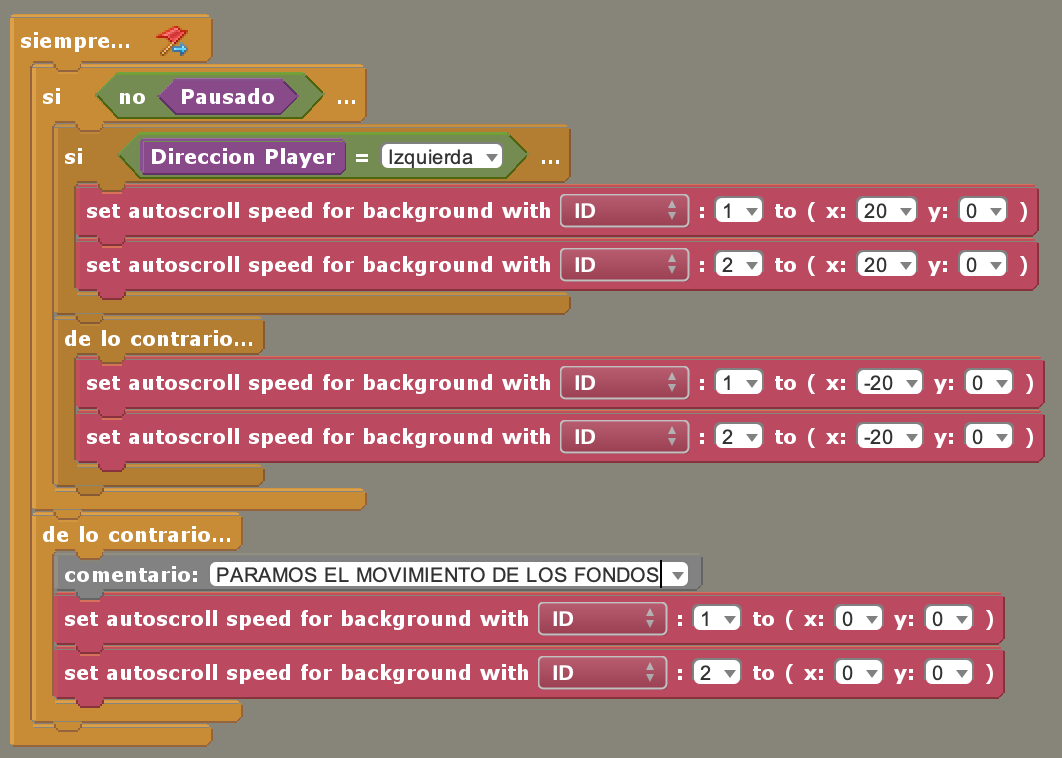 siempre...
si no Pausado ...
si Direccion Player = Izquierda ...
set autoscroll speed for background with ID : 1 to ( x: 20 y: 0 )
set autoscroll speed for background with ID : 2 to ( x: 20 y: 0 )
de lo contrario...
set autoscroll speed for background with ID : 1 to ( x: -20 y: 0 )
set autoscroll speed for background with ID : 2 to ( x: -20 y: 0 )
de lo contrario...
comentario: PARAMOS EL MOVIMIENTO DE LOS FONDOS
set autoscroll speed for background with ID : 1 to ( x: 0 y: 0 )
set autoscroll speed for background with ID : 2 to ( x: 0 y: 0 )